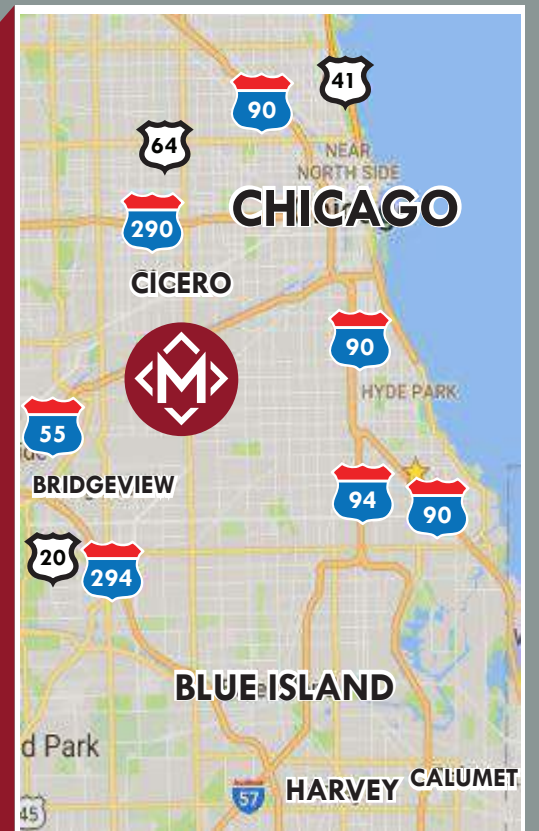 41
90
64
NEAR
NORTH SIDE
CHICAGO
290
CICERO
90
M
HYDE PARK
55
BRIDGEVIEW
94
90
20
294
BLUE ISLAND
d Park
57
HARVEY
CALUMET
45